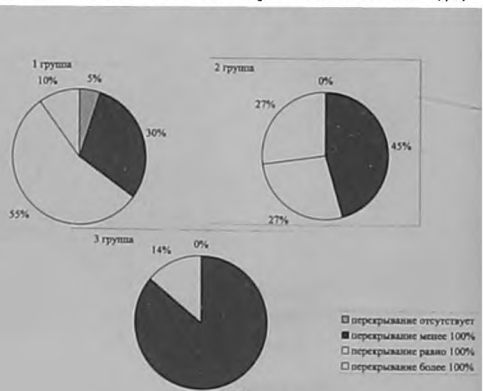 1 группа
10%
5%
30%
55%
2 группа
0%
27%
45%
27%
3 группа
14%
0%
перекрывание отсутствует
перекрывание менее 100%
перекрывание равно 100%
перекрывание более 100%